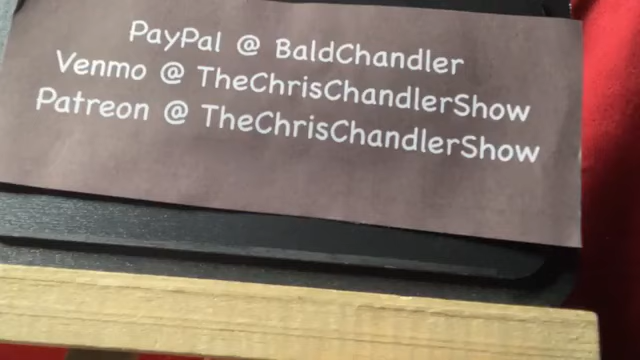 PayPal @ BaldChandler
Venmo @ TheChrisChandlerShow
Patreon @ TheChrisChandlerShow